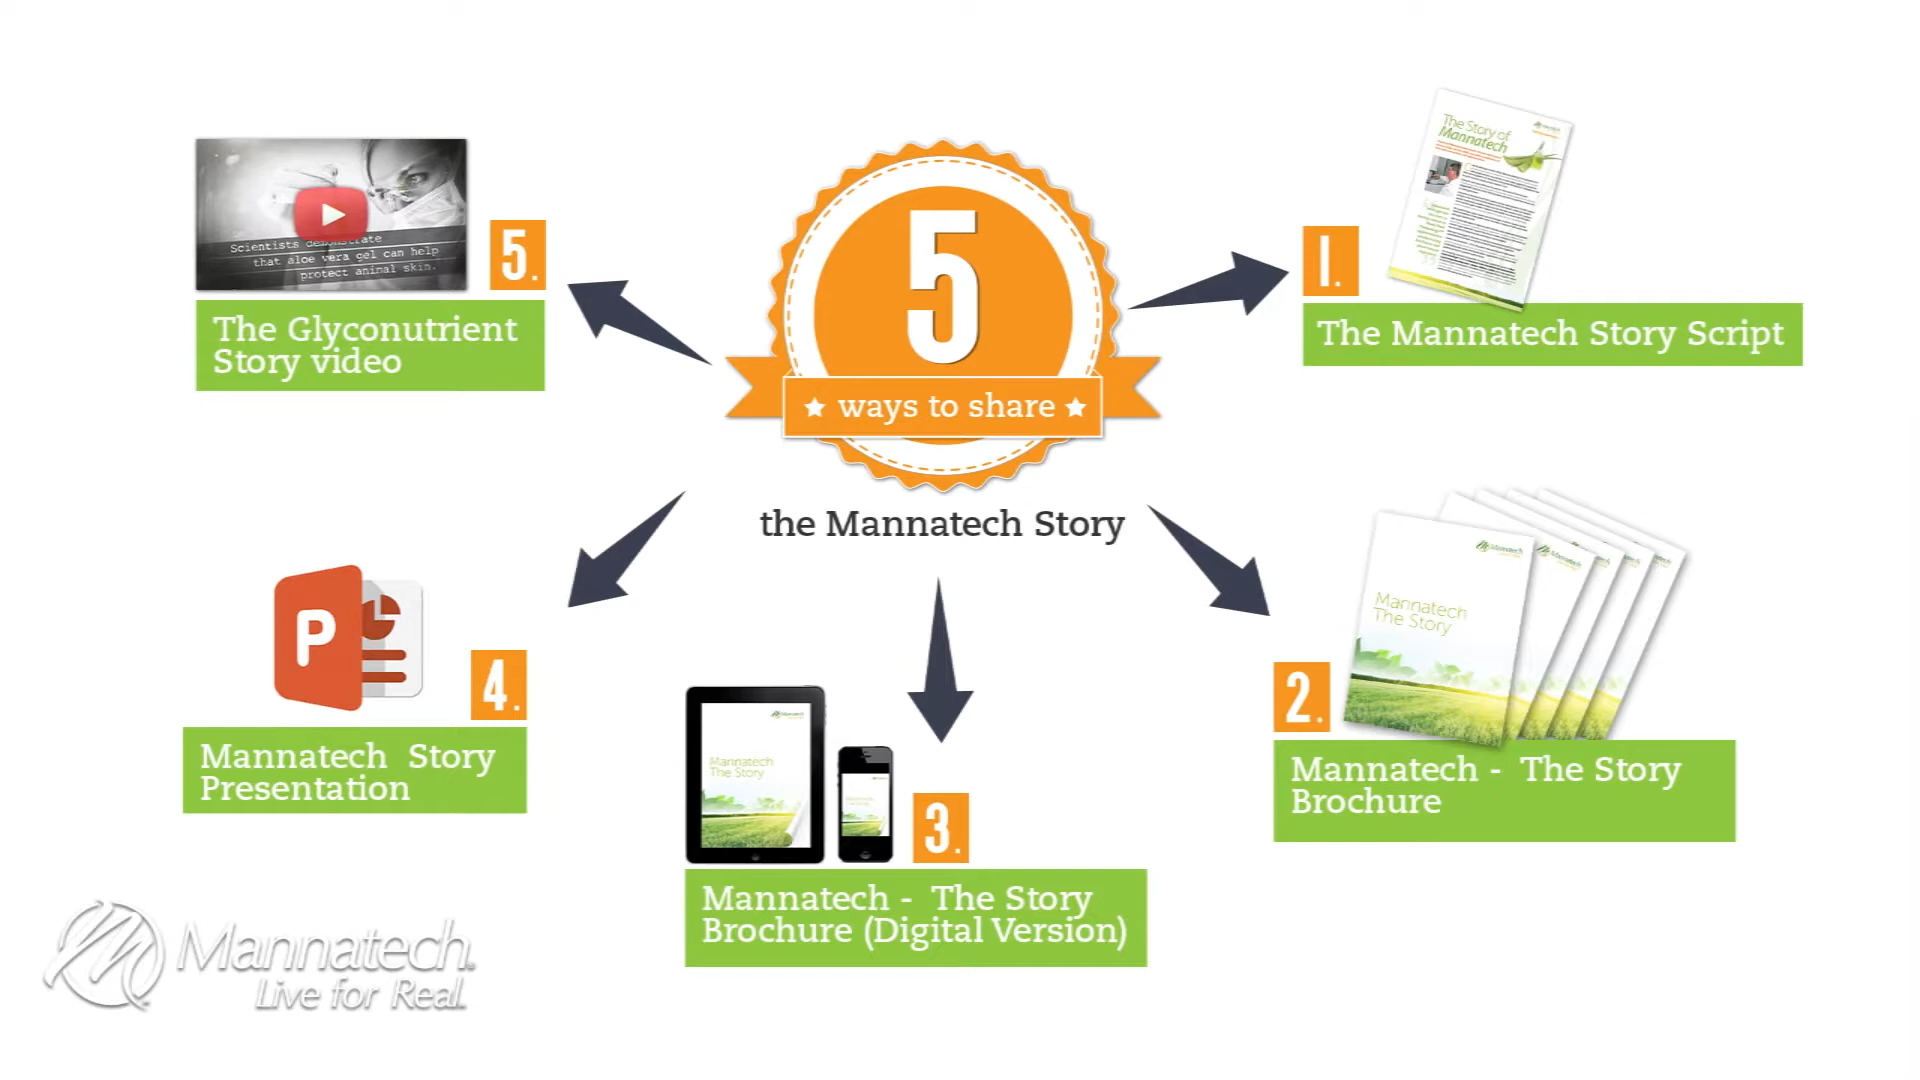 5
ways to share
the Mannatech Story
1.
The Story of
Mannatech
The Mannatech Story Script
2.
Mannatech
The Story
Mannatech - The Story
Brochure
3.
Mannatech
The Story
Mannatech - The Story
Brochure (Digital Version)
4.
P
Mannatech Story
Presentation
5.
Scientists demonstrate
that aloe vera gel can help
protect animal skin.
The Glyconutrient
Story video
Mannatech.
Live for Real.